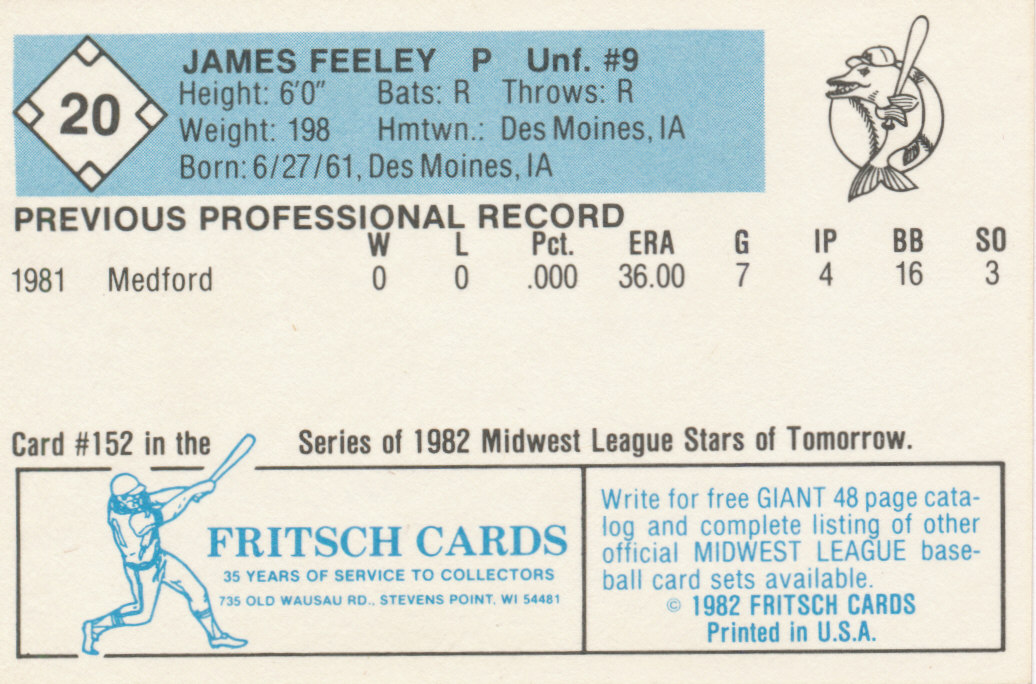 20
JAMES FEELEY P Unf. #9
Height: 6'0" Bats: R Throws: R
Weight: 198 Hmtwn.: Des Moines, IA
Born: 6/27/61, Des Moines, IA
PREVIOUS PROFESSIONAL RECORD
W L Pct. ERA G IP BB SO
1981 Medford 0 0 .000 36.00 7 4 16 3
Card #152 in the Series of 1982 Midwest League Stars of Tomorrow.
FRITSCH CARDS
35 YEARS OF SERVICE TO COLLECTORS
735 OLD WAUSAU RD., STEVENS POINT, WI 54481
Write for free GIANT 48 page cata-
log and complete listing of other
official MIDWEST LEAGUE base-
ball card sets available.
© 1982 FRITSCH CARDS
Printed in U.S.A.